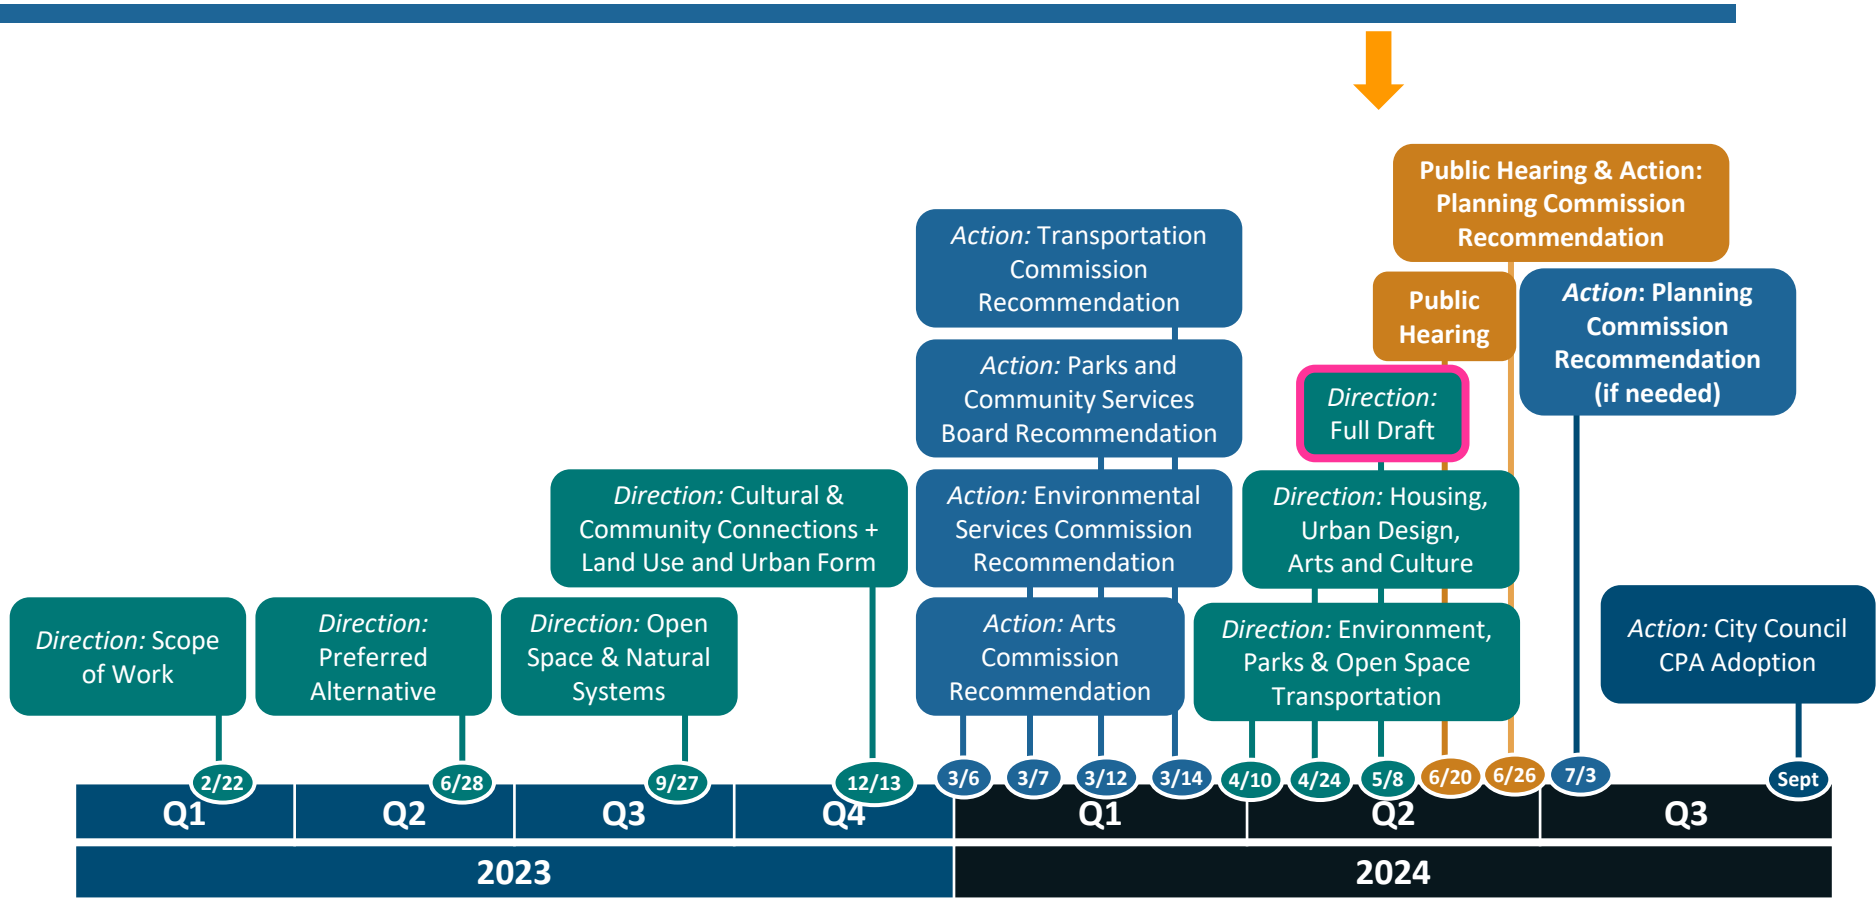 Public Hearing & Action:
Planning Commission
Recommendation
Action: Transportation
Commission
Recommendation
Public
Hearing
Action: Planning
Commission
Recommendation
(if needed)
Action: Parks and
Community Services
Board Recommendation
Direction:
Full Draft
Direction: Cultural &
Community Connections +
Land Use and Urban Form
Action: Environmental
Services Commission
Recommendation
Direction: Housing,
Urban Design,
Arts and Culture
Direction: Scope
of Work
Direction:
Preferred
Alternative
Direction: Open
Space & Natural
Systems
Action: Arts
Commission
Recommendation
Direction: Environment,
Parks & Open Space
Transportation
Action: City Council
CPA Adoption
2/22
6/28
9/27
12/13
3/6
3/7
3/12
3/14
4/10
4/24
5/8
6/20
6/26
7/3
Sept
Q1
Q2
Q3
Q4
Q1
Q2
Q3
2023
2024